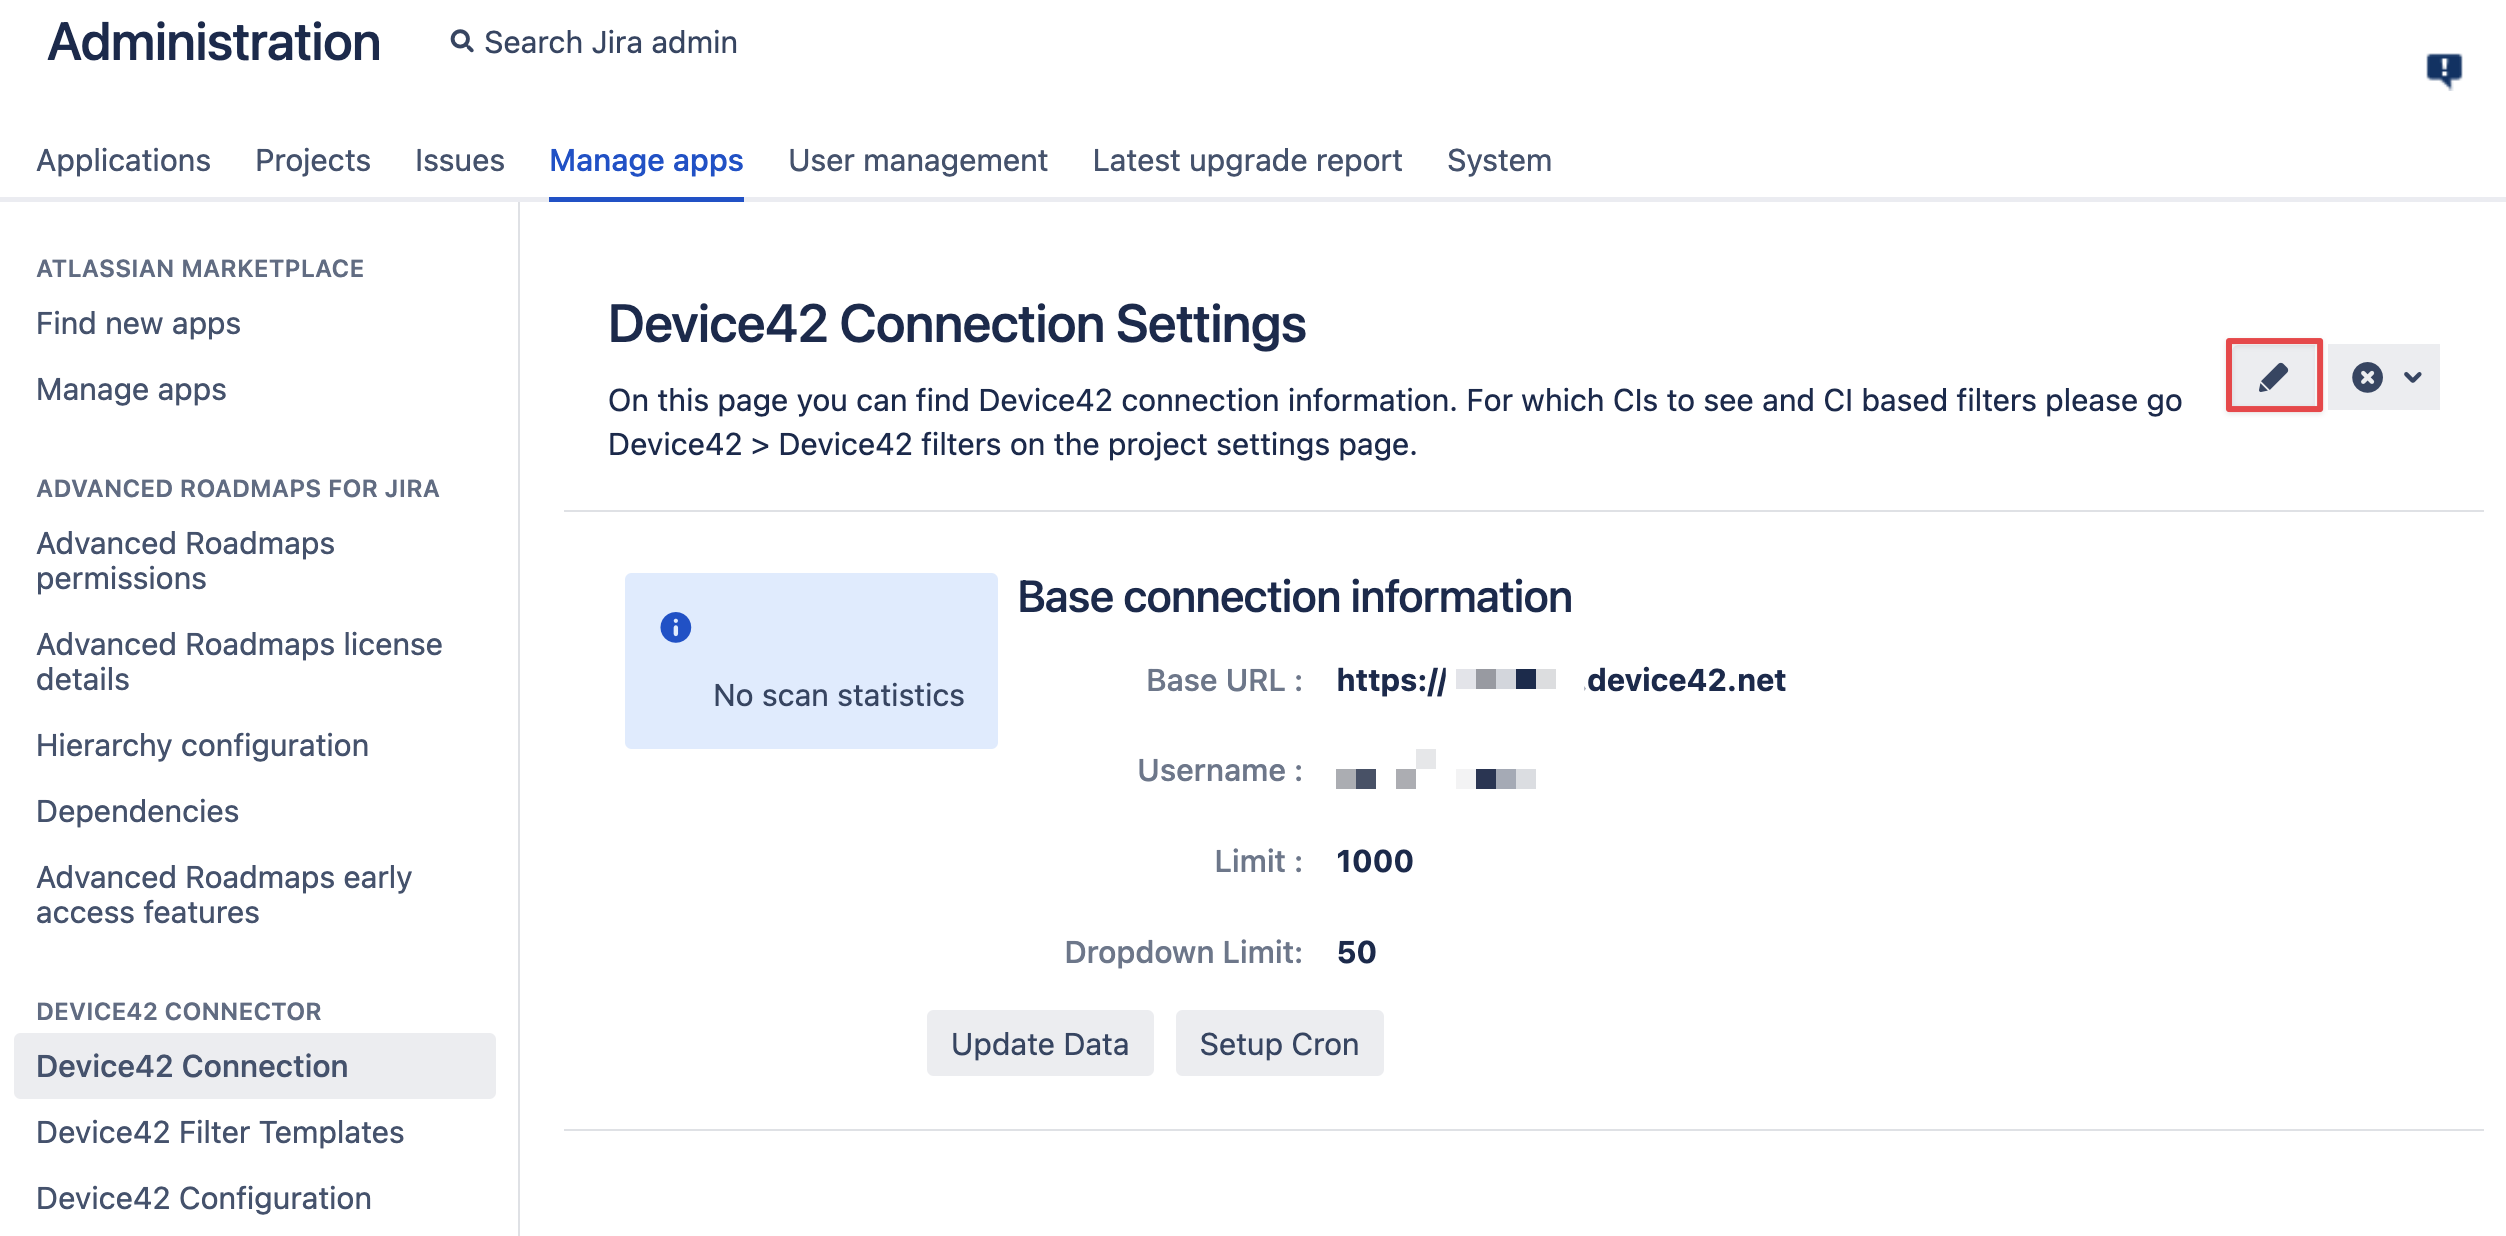 Administration
Search Jira admin
Applications
Projects
Issues
Manage apps
User management
Latest upgrade report
System
ATLASSIAN MARKETPLACE
Find new apps
Manage apps
ADVANCED ROADMAPS FOR JIRA
Advanced Roadmaps
permissions
Advanced Roadmaps license
details
Hierarchy configuration
Dependencies
Advanced Roadmaps early
access features
DEVICE42 CONNECTOR
Device42 Connection
Device42 Filter Templates
Device42 Configuration
Device42 Connection Settings
On this page you can find Device42 connection information. For which CIs to see and CI based filters please go
Device42 > Device42 filters on the project settings page.
No scan statistics
Base connection information
Base URL : https:// .device42.net
Username :
Limit : 1000
Dropdown Limit: 50
Update Data
Setup Cron